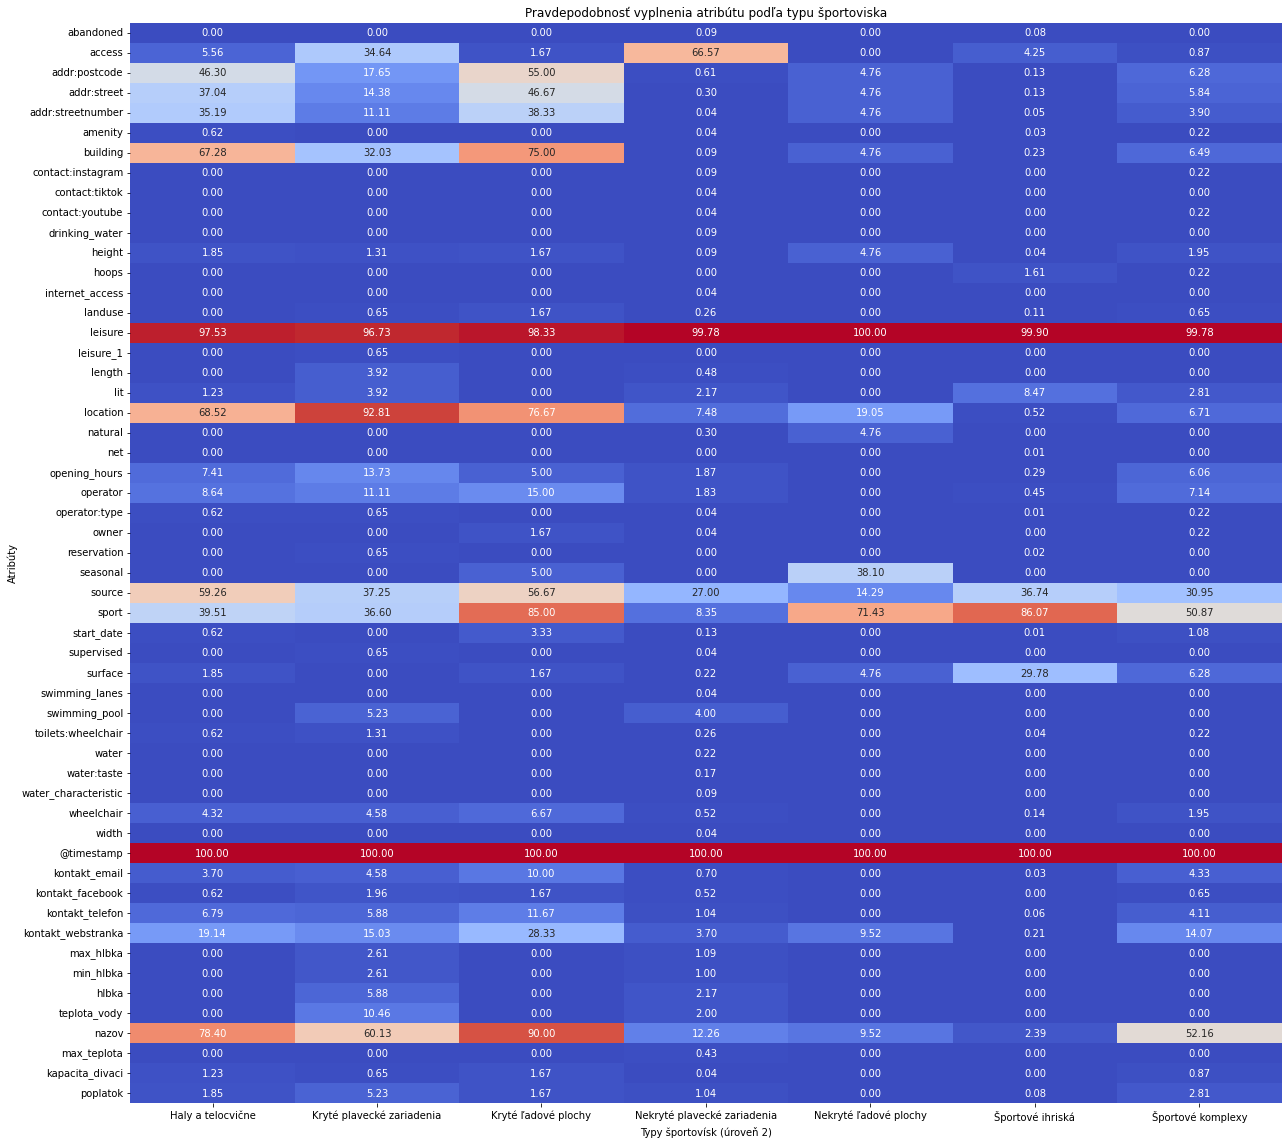 Pravdepodobnosť vyplnenia atribútu podľa typu športoviska
abandoned 0.00 0.00 0.00 0.09 0.00 0.08 0.00
access 5.56 34.64 1.67 66.57 0.00 4.25 0.87
addr:postcode 46.30 17.65 55.00 0.61 4.76 0.13 6.28
addr:street 37.04 14.38 46.67 0.30 4.76 0.13 5.84
addr:streetnumber 35.19 11.11 38.33 0.04 4.76 0.05 3.90
amenity 0.62 0.00 0.00 0.04 0.00 0.03 0.22
building 67.28 32.03 75.00 0.09 4.76 0.23 6.49
contact:instagram 0.00 0.00 0.00 0.09 0.00 0.00 0.22
contact:tiktok 0.00 0.00 0.00 0.04 0.00 0.00 0.00
contact:youtube 0.00 0.00 0.00 0.04 0.00 0.00 0.22
drinking_water 0.00 0.00 0.00 0.09 0.00 0.00 0.00
height 1.85 1.31 1.67 0.09 4.76 0.04 1.95
hoops 0.00 0.00 0.00 0.00 0.00 1.61 0.22
internet_access 0.00 0.00 0.00 0.04 0.00 0.00 0.00
landuse 0.00 0.65 1.67 0.26 0.00 0.11 0.65
leisure 97.53 96.73 98.33 99.78 100.00 99.90 99.78
leisure_1 0.00 0.65 0.00 0.00 0.00 0.00 0.00
length 0.00 3.92 0.00 0.48 0.00 0.00 0.00
lit 1.23 3.92 0.00 2.17 0.00 8.47 2.81
location 68.52 92.81 76.67 7.48 19.05 0.52 6.71
natural 0.00 0.00 0.00 0.30 4.76 0.00 0.00
net 0.00 0.00 0.00 0.00 0.00 0.01 0.00
opening_hours 7.41 13.73 5.00 1.87 0.00 0.29 6.06
operator 8.64 11.11 15.00 1.83 0.00 0.45 7.14
operator:type 0.62 0.65 0.00 0.04 0.00 0.01 0.22
owner 0.00 0.00 1.67 0.04 0.00 0.00 0.22
reservation 0.00 0.65 0.00 0.00 0.00 0.02 0.00
seasonal 0.00 0.00 5.00 0.00 38.10 0.00 0.00
source 59.26 37.25 56.67 27.00 14.29 36.74 30.95
sport 39.51 36.60 85.00 8.35 71.43 86.07 50.87
start_date 0.62 0.00 3.33 0.13 0.00 0.01 1.08
supervised 0.00 0.65 0.00 0.04 0.00 0.00 0.00
surface 1.85 0.00 1.67 0.22 4.76 29.78 6.28
swimming_lanes 0.00 0.00 0.00 0.04 0.00 0.00 0.00
swimming_pool 0.00 5.23 0.00 4.00 0.00 0.00 0.00
toilets:wheelchair 0.62 1.31 0.00 0.26 0.00 0.04 0.22
water 0.00 0.00 0.00 0.22 0.00 0.00 0.00
water:taste 0.00 0.00 0.00 0.17 0.00 0.00 0.00
water_characteristic 0.00 0.00 0.00 0.09 0.00 0.00 0.00
wheelchair 4.32 4.58 6.67 0.52 0.00 0.14 1.95
width 0.00 0.00 0.00 0.04 0.00 0.00 0.00
@timestamp 100.00 100.00 100.00 100.00 100.00 100.00 100.00
kontakt_email 3.70 4.58 10.00 0.70 0.00 0.03 4.33
kontakt_facebook 0.62 1.96 1.67 0.52 0.00 0.00 0.65
kontakt_telefon 6.79 5.88 11.67 1.04 0.00 0.06 4.11
kontakt_webstranka 19.14 15.03 28.33 3.70 9.52 0.21 14.07
max_hlbka 0.00 2.61 0.00 1.09 0.00 0.00 0.00
min_hlbka 0.00 2.61 0.00 1.00 0.00 0.00 0.00
hlbka 0.00 5.88 0.00 2.17 0.00 0.00 0.00
teplota_vody 0.00 10.46 0.00 2.00 0.00 0.00 0.00
nazov 78.40 60.13 90.00 12.26 9.52 2.39 52.16
max_teplota 0.00 0.00 0.00 0.43 0.00 0.00 0.00
kapacita_divaci 1.23 0.65 1.67 0.04 0.00 0.00 0.87
poplatok 1.85 5.23 1.67 1.04 0.00 0.08 2.81
Atribúty
Haly a telocvične Kryté plavecké zariadenia Kryté ľadové plochy Nekryté plavecké zariadenia Nekryté ľadové plochy Športové ihriská Športové komplexy
Typy športovísk (úroveň 2)